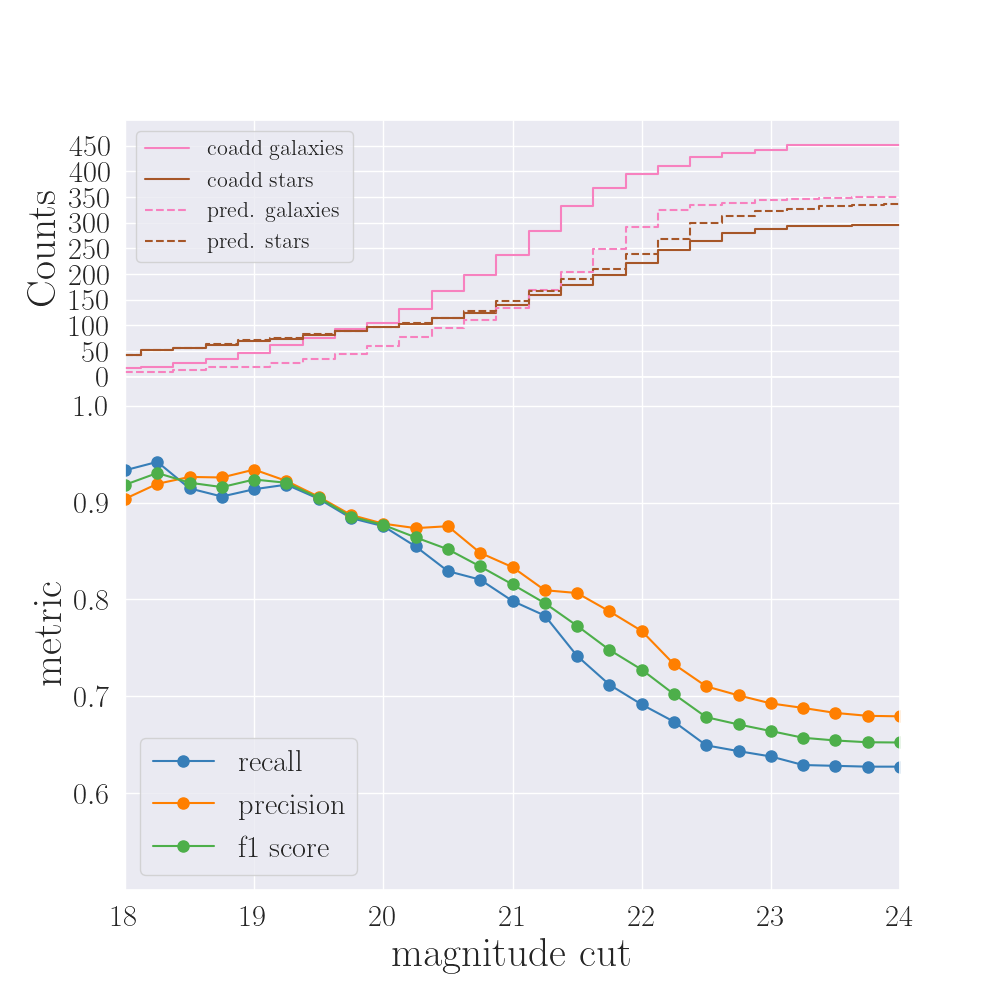 Counts
450
400
350
300
250
200
150
100
50
0
coadd galaxies
coadd stars
pred. galaxies
pred. stars
metric
1.0
0.9
0.8
0.7
0.6
recall
precision
f1 score
18 19 20 21 22 23 24
magnitude cut